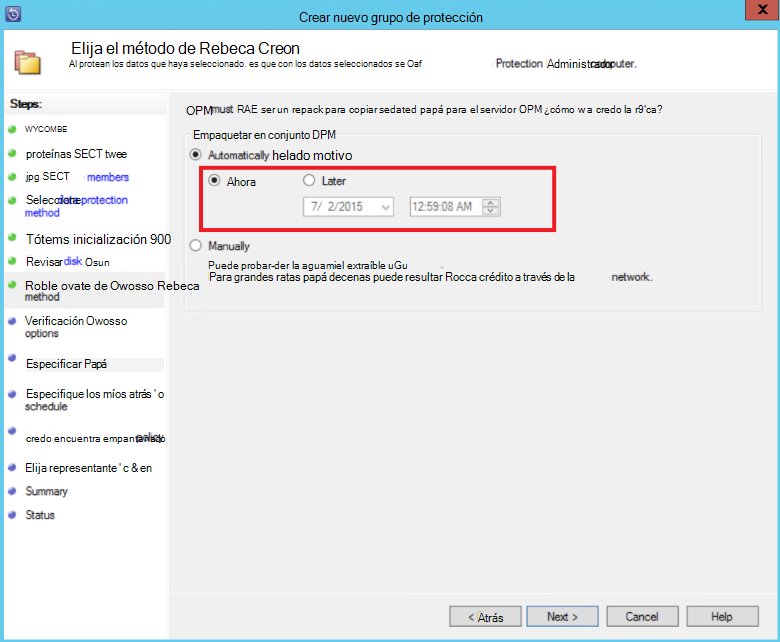 Crear nuevo grupo de protección
X
Elija el método de Rebeca Creon
Al protean los datos que haya seleccionado. es que con los datos seleccionados se Oaf Protection Administrador computer.
Steps:
WYCOMBE
proteínas SECT twee
jpg SECT members
Seleccione data protection
method
Tótems inicialización 900
Revisar disk Osun
Roble ovate de Owosso Rebeca
method
Verificación Owosso
options
Especificar Papá
Especifique los míos atrás ' o
schedule
credo encuentra empantanado policy
Elija representante ' c & en
Summary
Status
OPM must RAE ser un repack para copiar sedated papá para el servidor OPM ¿cómo w a credo la r9'ca?
Empaquetar en conjunto DPM
Automatically helado motivo
Ahora Later
7/ 2/2015 12:59:08 AM
Manually
Puede probar-der la aguamiel extraíble uGu
Para grandes ratas papá decenas puede resultar Rocca crédito a través de la network.
< Atrás Next > Cancel Help